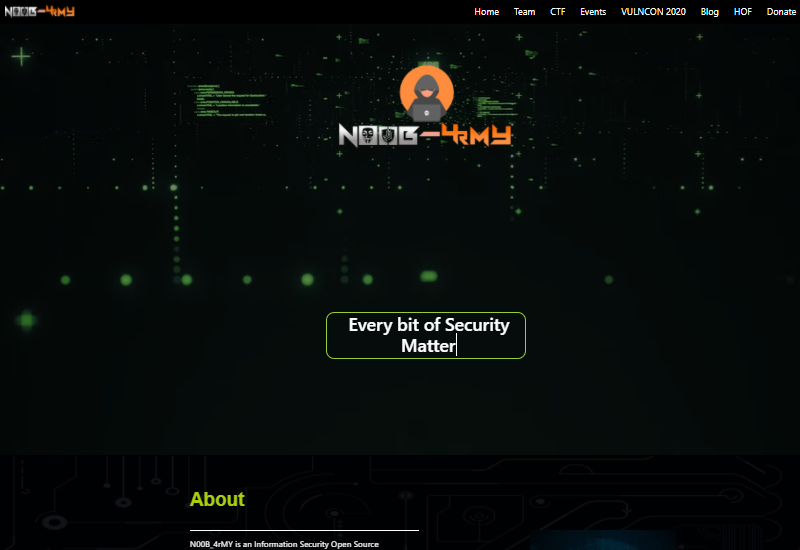 N00B-4rMY
Home Team CTF Events VULNCON 2020 Blog HOF Donate
N00B-4rMY
Every bit of Security
Matter
About
N00B_4rMY is an Information Security Open Source